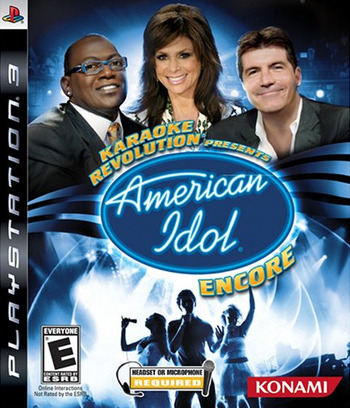 PLAYSTATION 3
KARAOKE
REVOLUTION PRESENTS
American
Idol
ENCORE
EVERYONE
E
CONTENT RATED BY
ESRB
Online Interactions
Not Rated by the ESRB
HEADSET OR MICROPHONE
REQUIRED
KONAMI